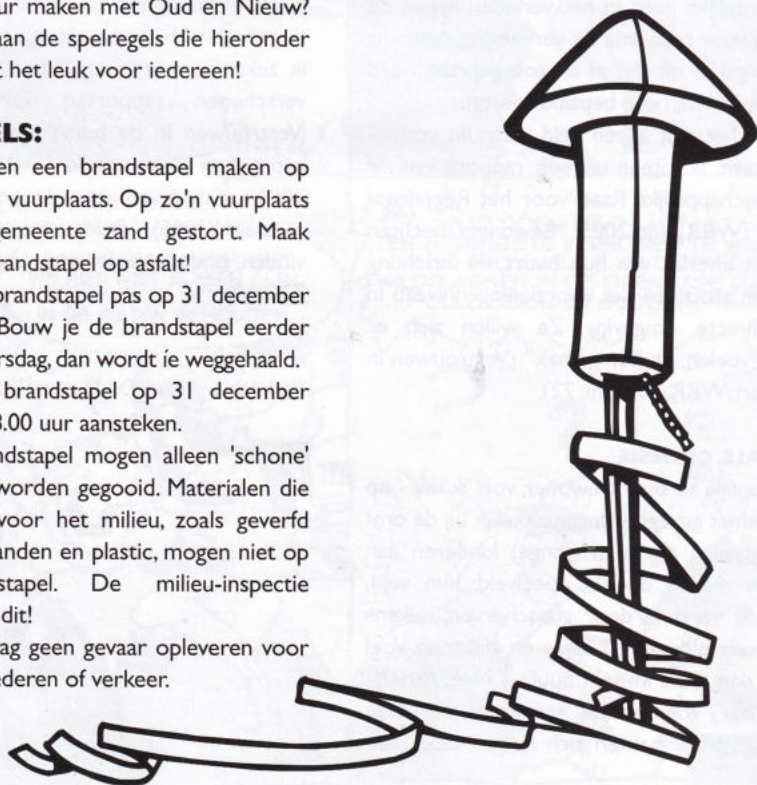 ur maken met Oud en Nieuw?
aan de spelregels die hieronder
t het leuk voor iedereen!
ELS:
en een brandstapel maken op
vuurplaats. Op zo'n vuurplaats
gemeente zand gestort. Maak
randstapel op asfalt!
brandstapel pas op 31 december
Bouw je de brandstapel eerder
rsdag, dan wordt ie weggehaald.
brandstapel op 31 december
8.00 uur aansteken.
ndstapel mogen alleen 'schone'
worden gegooid. Materialen die
voor het milieu, zoals geverfd
anden en plastic, mogen niet op
dstapel. De milieu-inspectie
dit!
ag geen gevaar opleveren voor
ederen of verkeer.